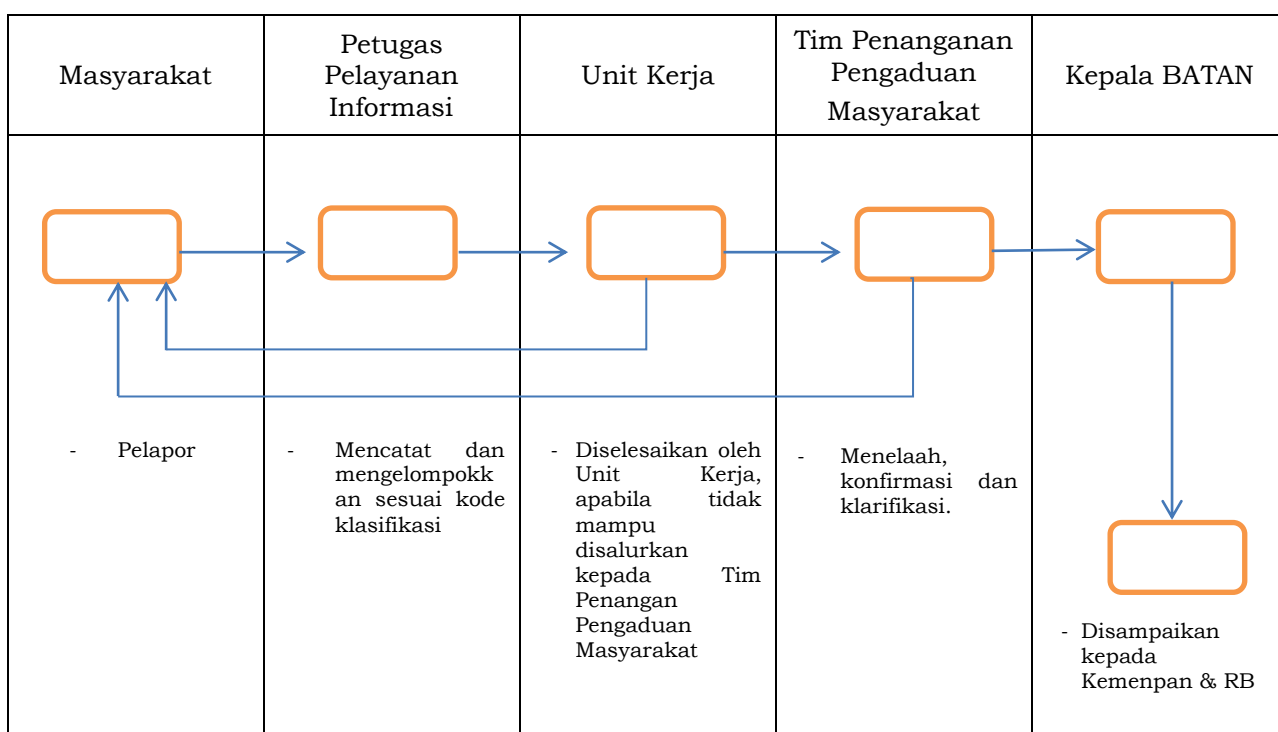 Masyarakat
Petugas
Pelayanan
Informasi
Unit Kerja
Tim Penanganan
Pengaduan
Masyarakat
Kepala BATAN
- Pelapor
- Mencatat dan
mengelompokk
an sesuai kode
klasifikasi
- Diselesaikan oleh
Unit Kerja,
apabila tidak
mampu
disalurkan
kepada Tim
Penangan
Pengaduan
Masyarakat
- Menelaah,
konfirmasi dan
klarifikasi.
- Disampaikan
kepada
Kemenpan & RB